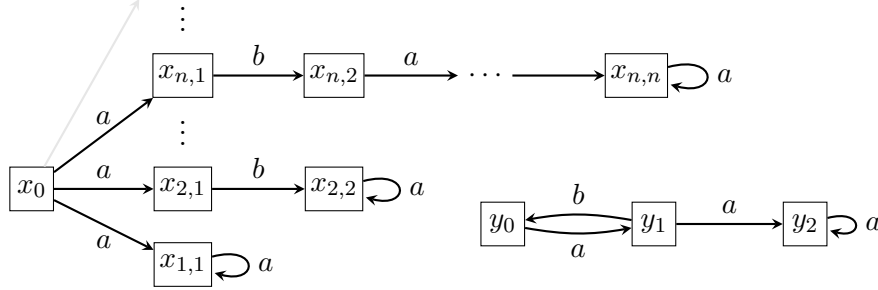 ⋮
b a
x_{n,1} x_{n,2} ⋯ x_{n,n} a
a
⋮
a b
x_0 x_{2,1} x_{2,2} a
b a
y_0 y_1 y_2 a
a a
x_{1,1} a